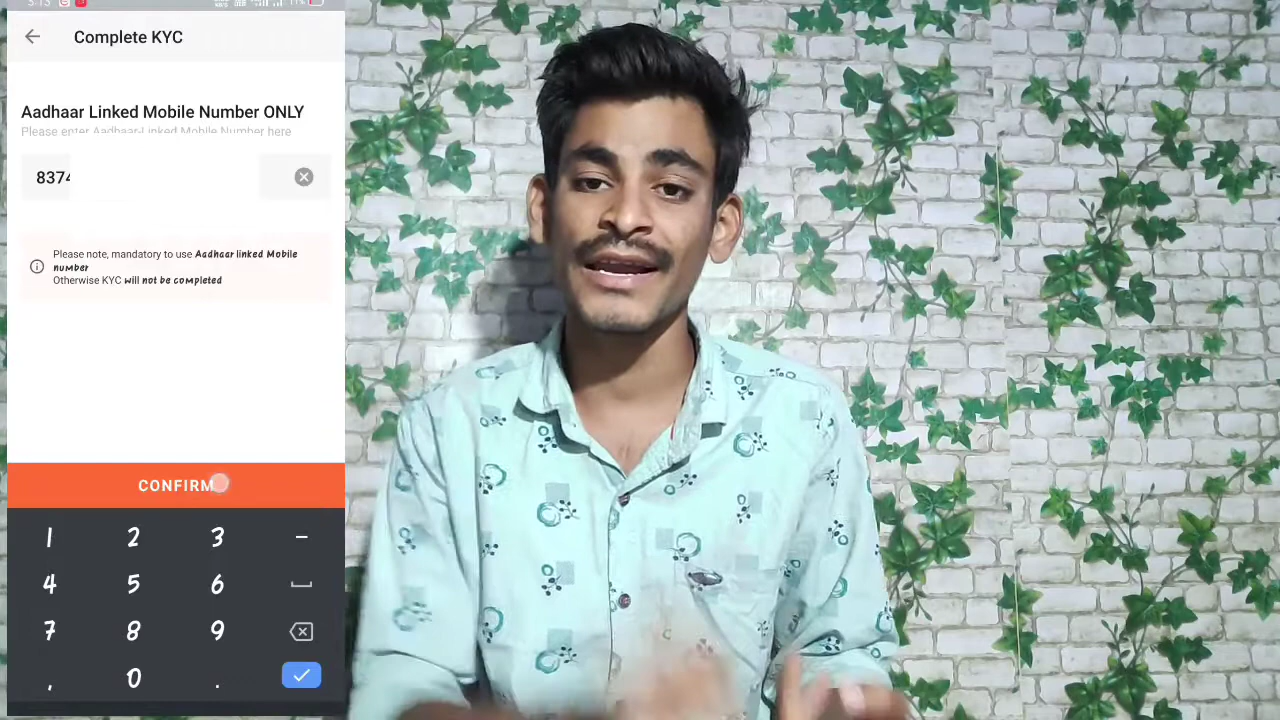 Complete KYC
Aadhaar Linked Mobile Number ONLY
Please enter Aadhaar-Linked Mobile Number here
8374
Please note, mandatory to use Aadhaar linked Mobile
number
Otherwise KYC will not be completed
CONFIRM
1 2 3 -
4 5 6
7 8 9
, 0 .